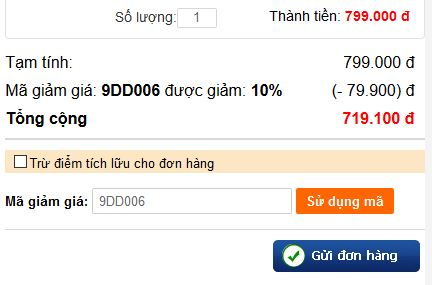 Số lượng: 1 Thành tiền: 799.000 đ
Tạm tính: 799.000 đ
Mã giảm giá: 9DD006 được giảm: 10% (- 79.900) đ
Tổng cộng 719.100 đ
Trừ điểm tích lũu cho đơn hàng
Mã giảm giá: 9DD006 Sử dụng mã
Gửi đơn hàng